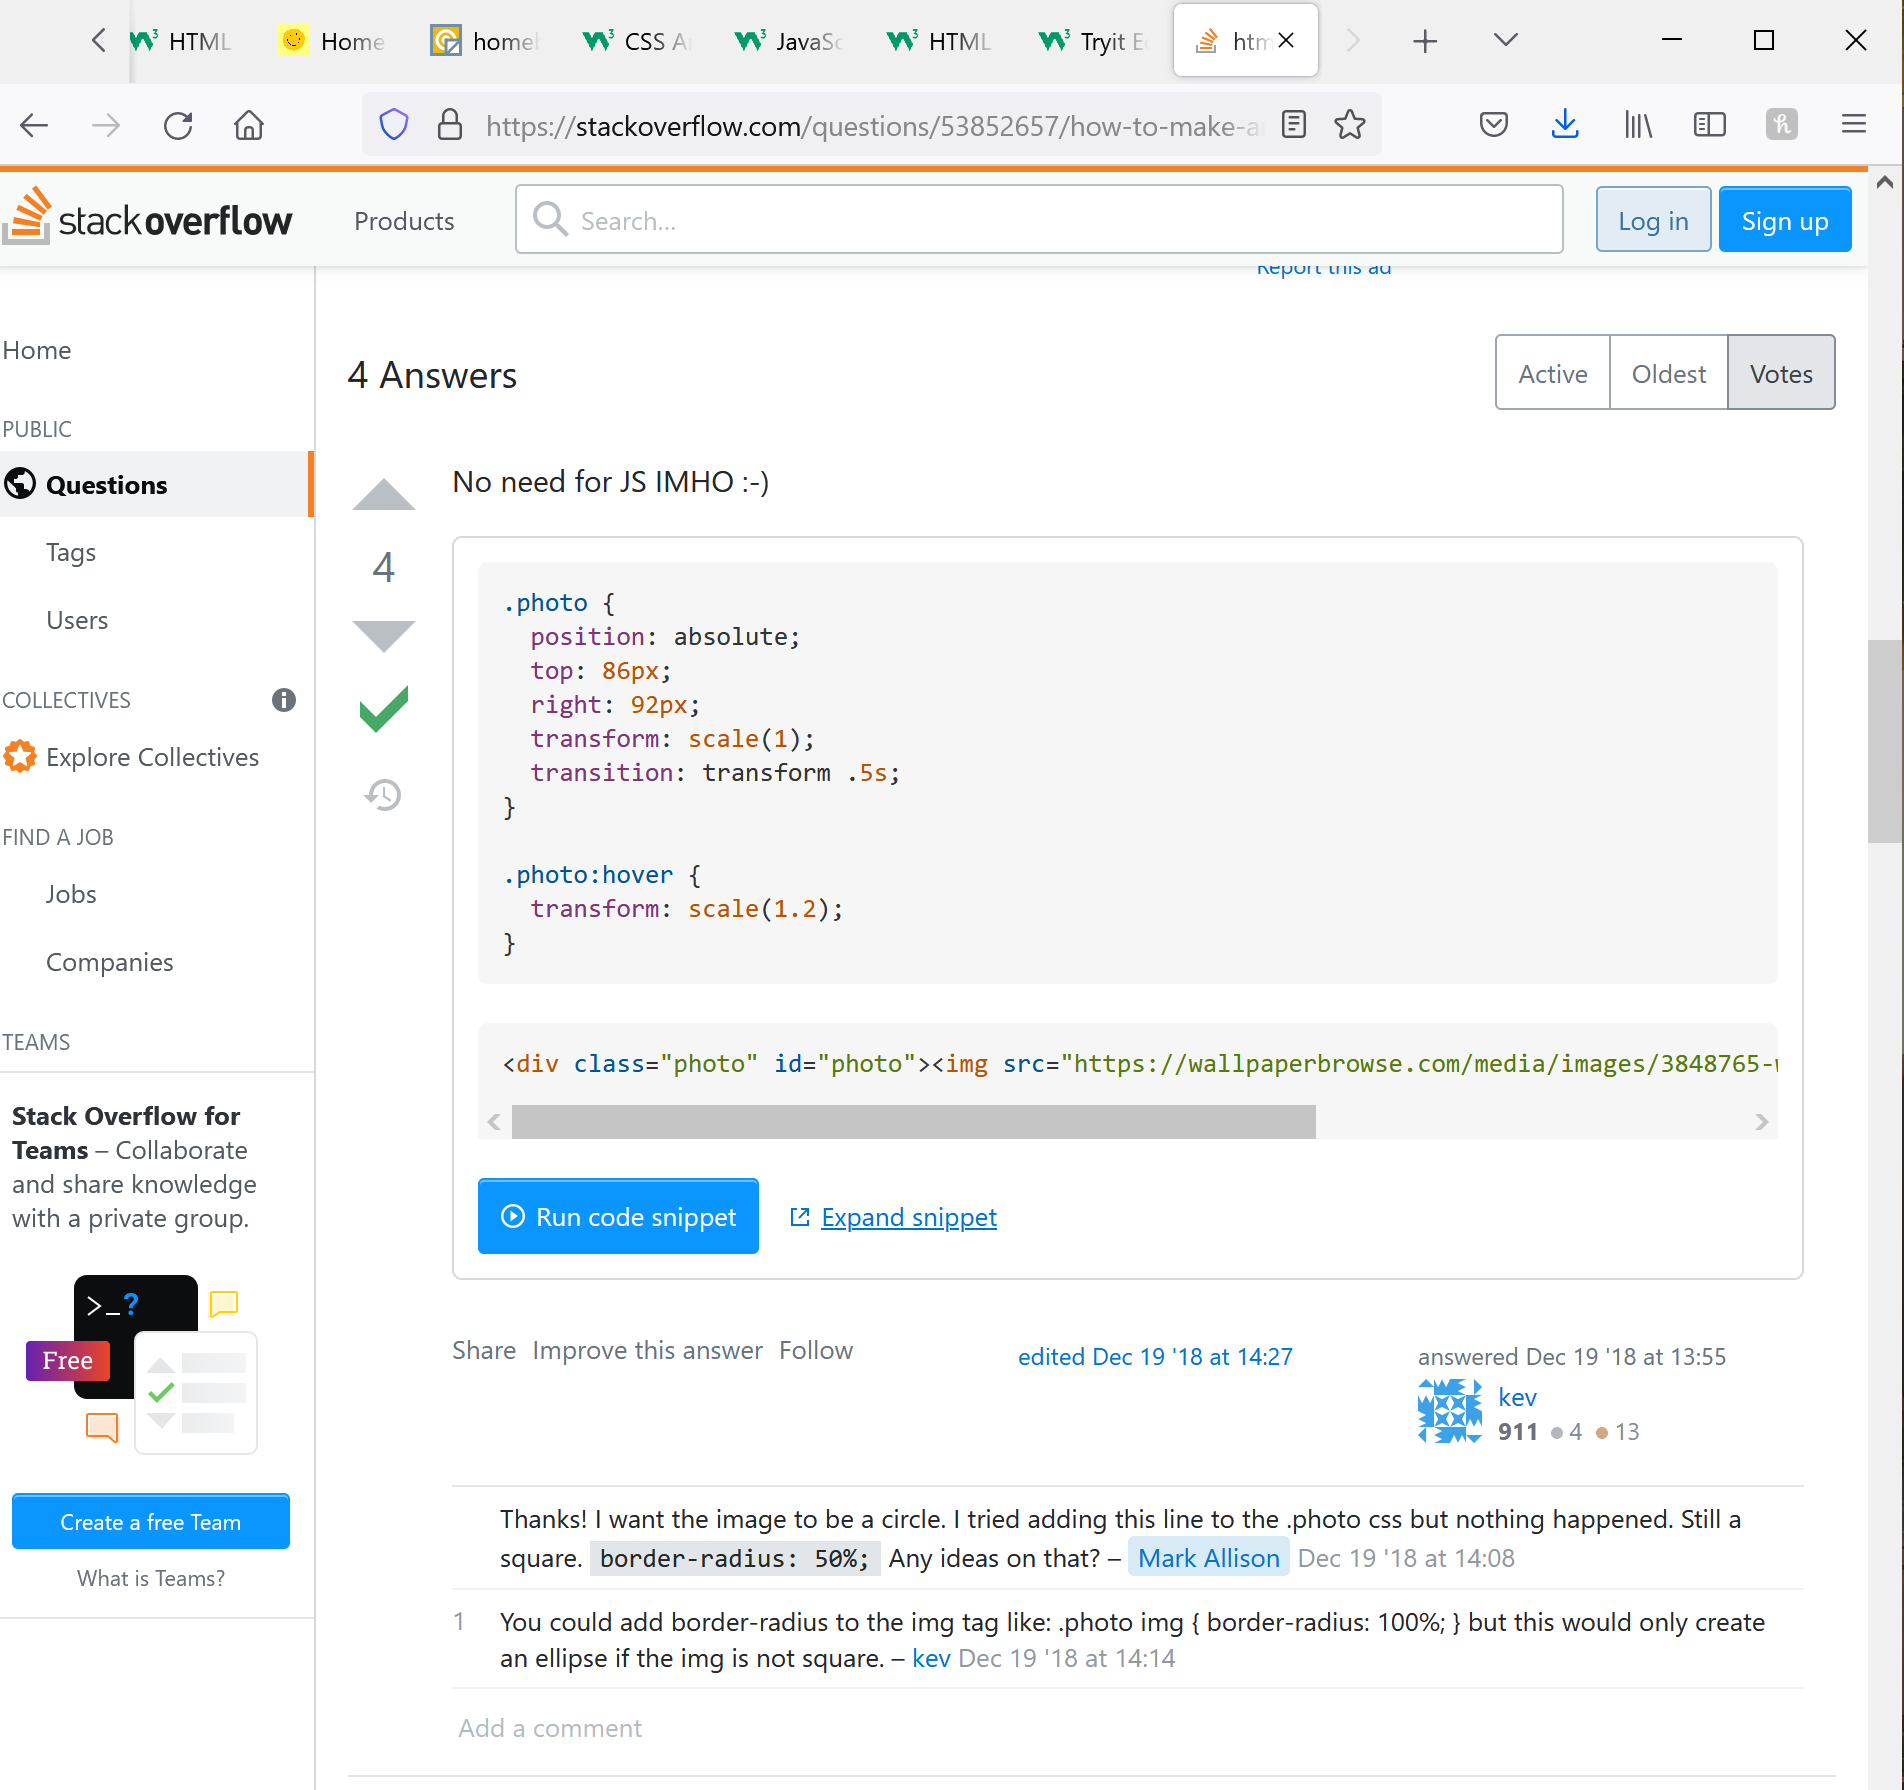 HTML
Home
homel
CSS A
JavaSc
HTML
Tryit E
htm
https://stackoverflow.com/questions/53852657/how-to-make-a
stackoverflow
Products
Search...
Log in
Sign up
Report this ad
Home
PUBLIC
Questions
Tags
Users
COLLECTIVES
Explore Collectives
FIND A JOB
Jobs
Companies
TEAMS
Stack Overflow for
Teams – Collaborate
and share knowledge
with a private group.
>_?
Free
Create a free Team
What is Teams?
4 Answers
Active
Oldest
Votes
4
No need for JS IMHO :-)
.photo {
position: absolute;
top: 86px;
right: 92px;
transform: scale(1);
transition: transform .5s;
}
.photo:hover {
transform: scale(1.2);
}
<div class="photo" id="photo"><img src="https://wallpaperbrowse.com/media/images/3848765-
Run code snippet
Expand snippet
Share Improve this answer Follow
edited Dec 19 '18 at 14:27
answered Dec 19 '18 at 13:55
kev
911 ● 4 ● 13
Thanks! I want the image to be a circle. I tried adding this line to the .photo css but nothing happened. Still a
square. border-radius: 50%; Any ideas on that? – Mark Allison Dec 19 '18 at 14:08
1 You could add border-radius to the img tag like: .photo img { border-radius: 100%; } but this would only create
an ellipse if the img is not square. – kev Dec 19 '18 at 14:14
Add a comment